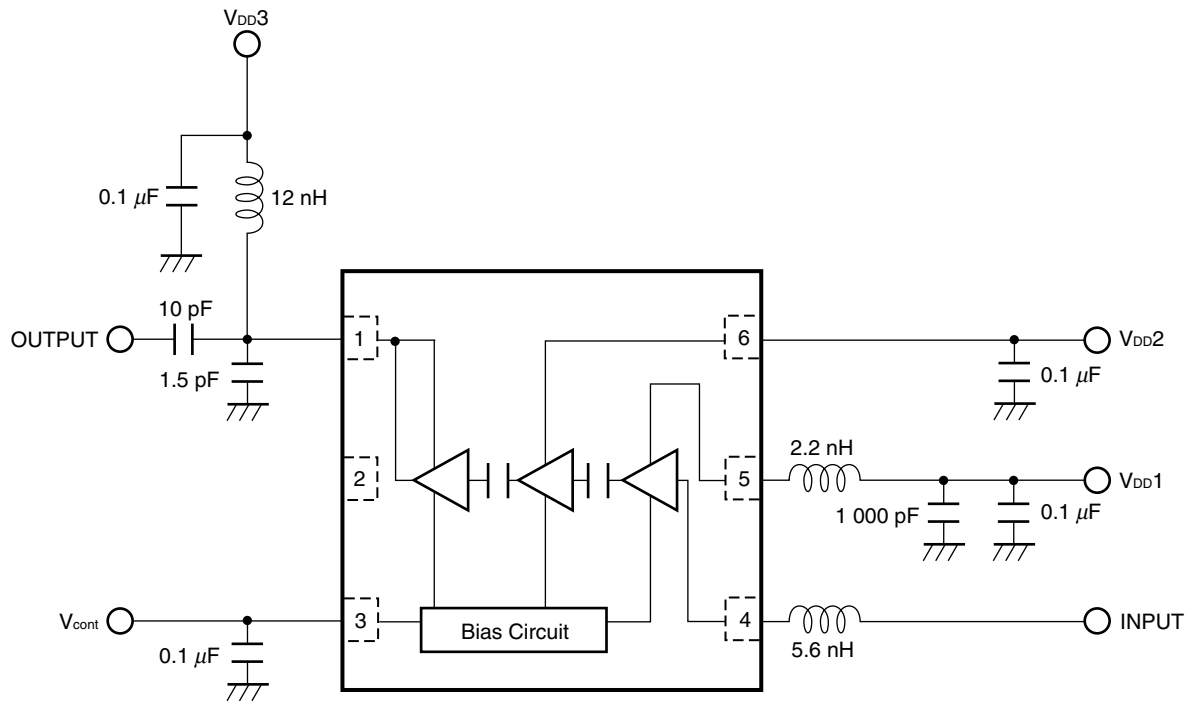 VDD3
0.1 μF
12 nH
10 pF
OUTPUT
1.5 pF
1
6
VDD2
0.1 μF
2
5
2.2 nH
VDD1
1 000 pF
0.1 μF
Vcont
0.1 μF
3
Bias Circuit
4
5.6 nH
INPUT